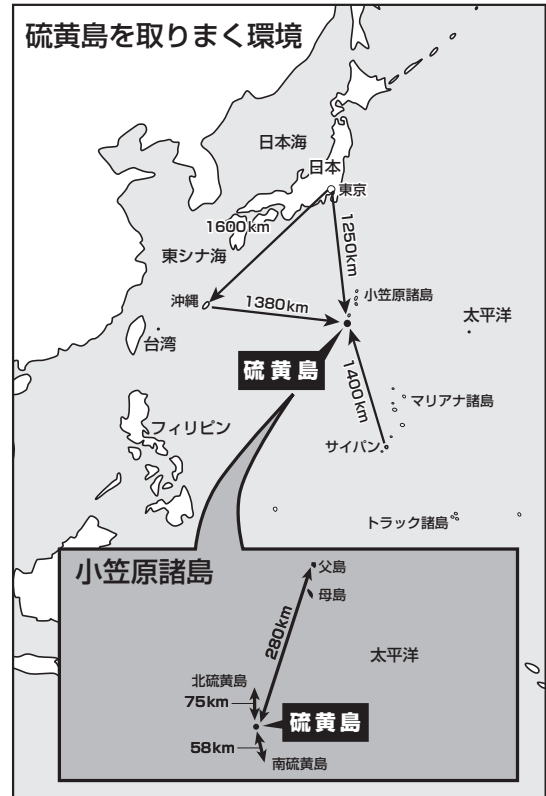 硫黄島を取りまく環境
日本海
日本
東京
1600km
1250km
東シナ海
沖縄
1380km
小笠原諸島
太平洋
台湾
硫黄島
1400km
マリアナ諸島
フィリピン
サイパン
トラック諸島
小笠原諸島
父島
母島
280km
太平洋
北硫黄島
75km
硫黄島
58km
南硫黄島